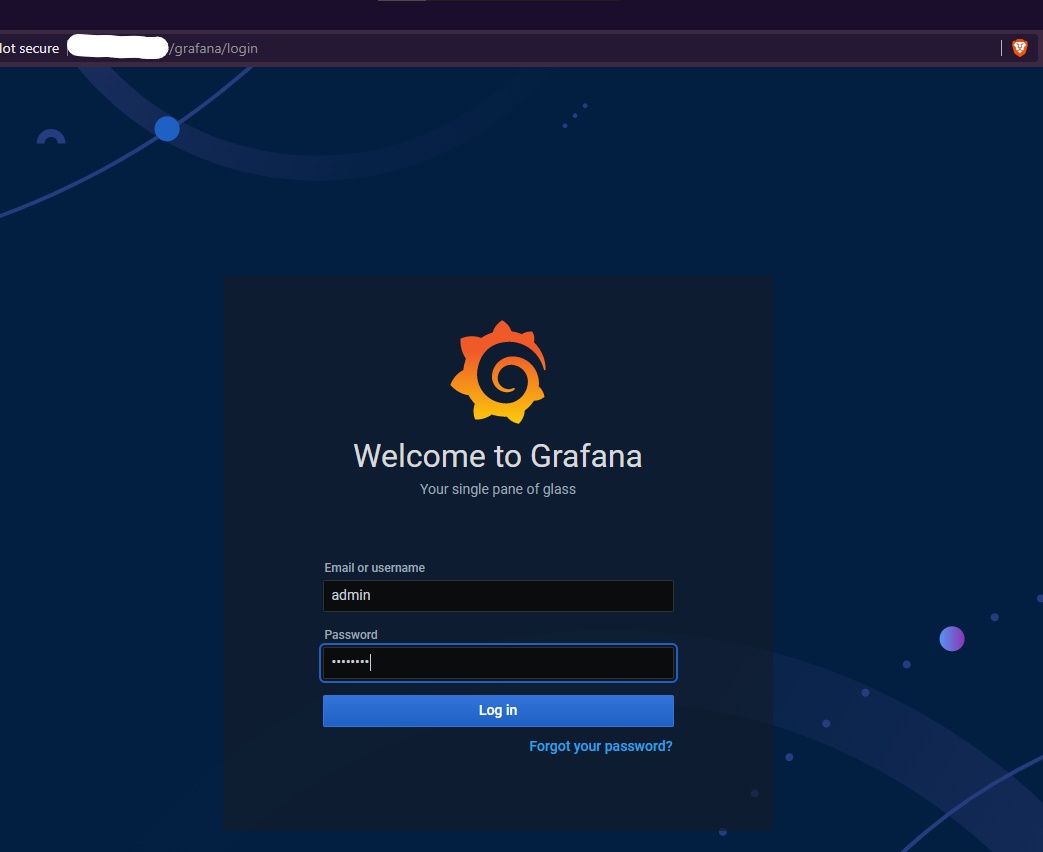 lot secure /grafana/login
Welcome to Grafana
Your single pane of glass
Email or username
admin
Password
••••••••
Log in
Forgot your password?